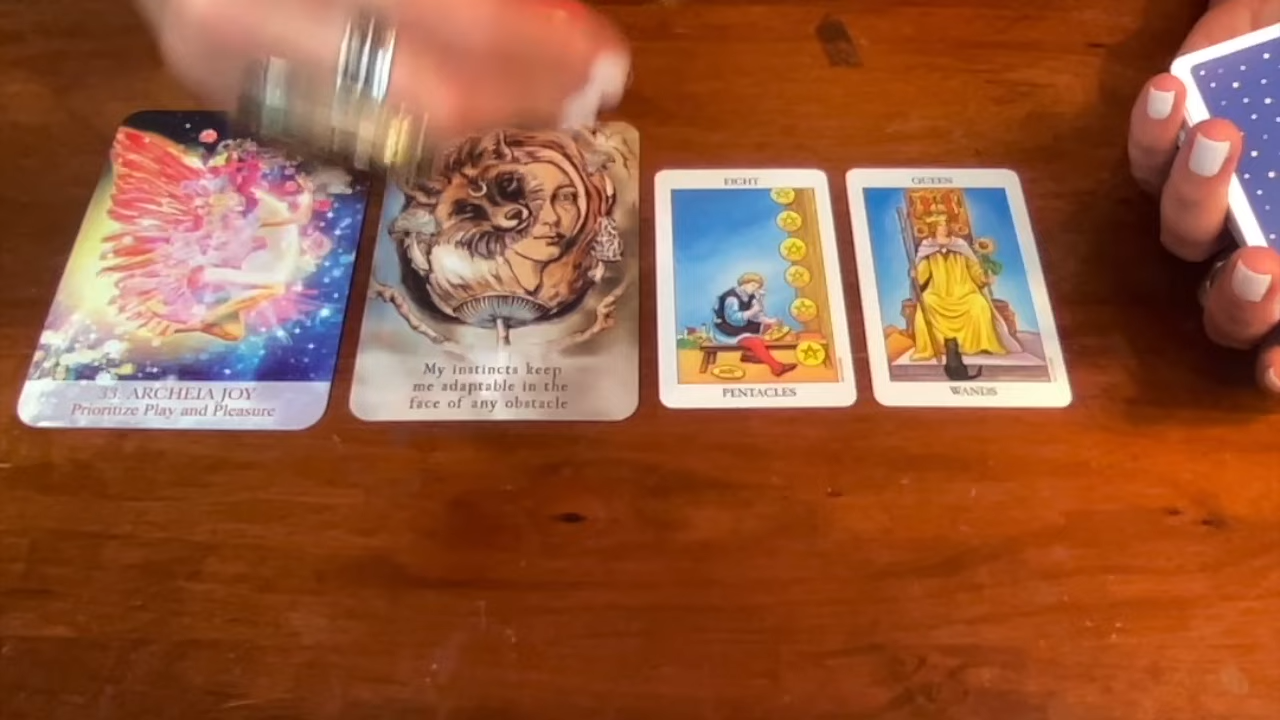 33. ARCHEIA JOY
Prioritize Play and Pleasure
My instincts keep
me adaptable in the
face of any obstacle
EIGHT
PENTACLES
QUEEN
WANDS